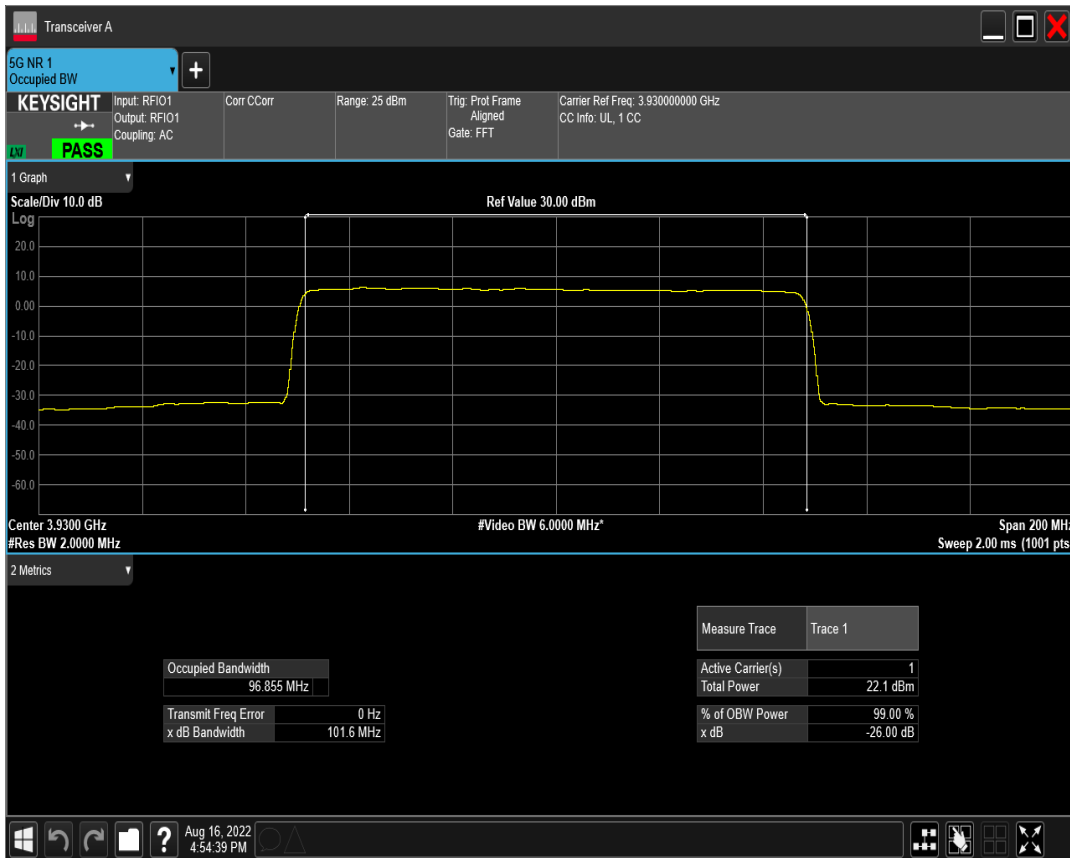 Transceiver A
5G NR 1
Occupied BW
KEYSIGHT
LXI
PASS
Input: RFIO1
Output: RFIO1
Coupling: AC
Corr CCorr
Range: 25 dBm
Trig: Prot Frame
Aligned
Gate: FFT
Carrier Ref Freq: 3.930000000 GHz
CC Info: UL, 1 CC
1 Graph
Scale/Div 10.0 dB
Ref Value 30.00 dBm
Log
20.0
10.0
0.00
-10.0
-20.0
-30.0
-40.0
-50.0
-60.0
Center 3.9300 GHz
#Video BW 6.0000 MHz*
Span 200 MHz
#Res BW 2.0000 MHz
Sweep 2.00 ms (1001 pts
2 Metrics
Measure Trace Trace 1
Occupied Bandwidth
96.855 MHz
Active Carrier(s) 1
Total Power 22.1 dBm
Transmit Freq Error 0 Hz
x dB Bandwidth 101.6 MHz
% of OBW Power 99.00 %
x dB -26.00 dB
?
Aug 16, 2022
4:54:39 PM